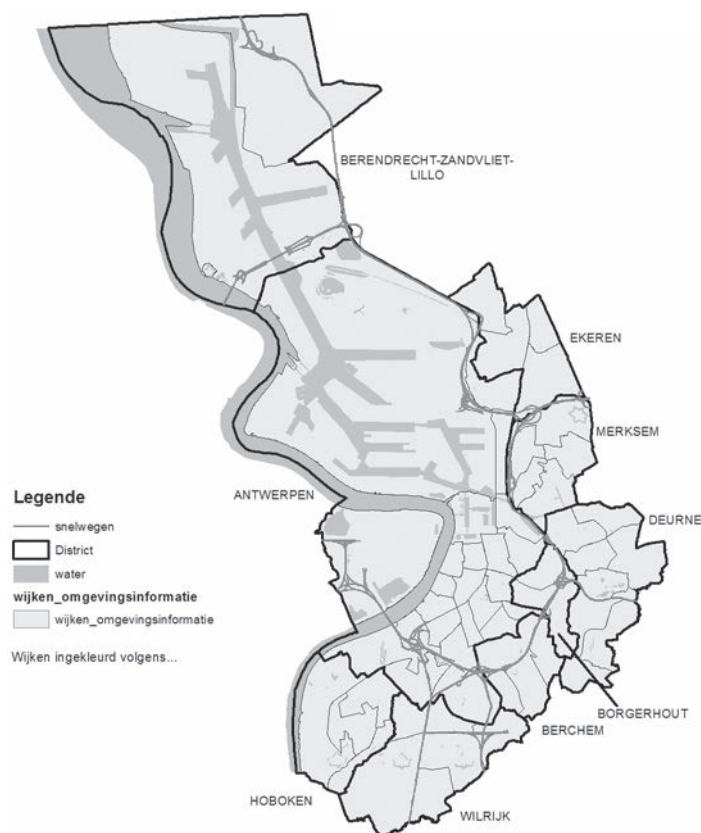 BERENDRECHT-ZANDVLIET-
LILLO
EKEREN
MERKSEM
ANTWERPEN
DEURNE
Legende
snelwegen
District
water
wijken_omgevingsinformatie
wijken_omgevingsinformatie
Wijken ingekleurd volgens...
BORGERHOUT
BERCHEM
HOBOKEN
WILRIJK